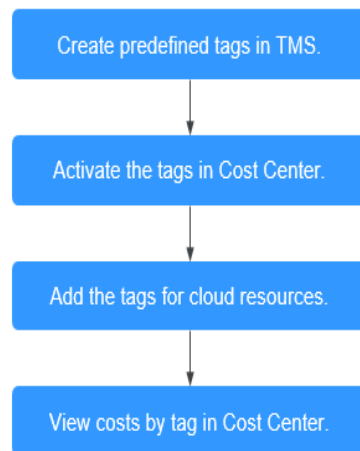 Create predefined tags in TMS.
Activate the tags in Cost Center.
Add the tags for cloud resources.
View costs by tag in Cost Center.